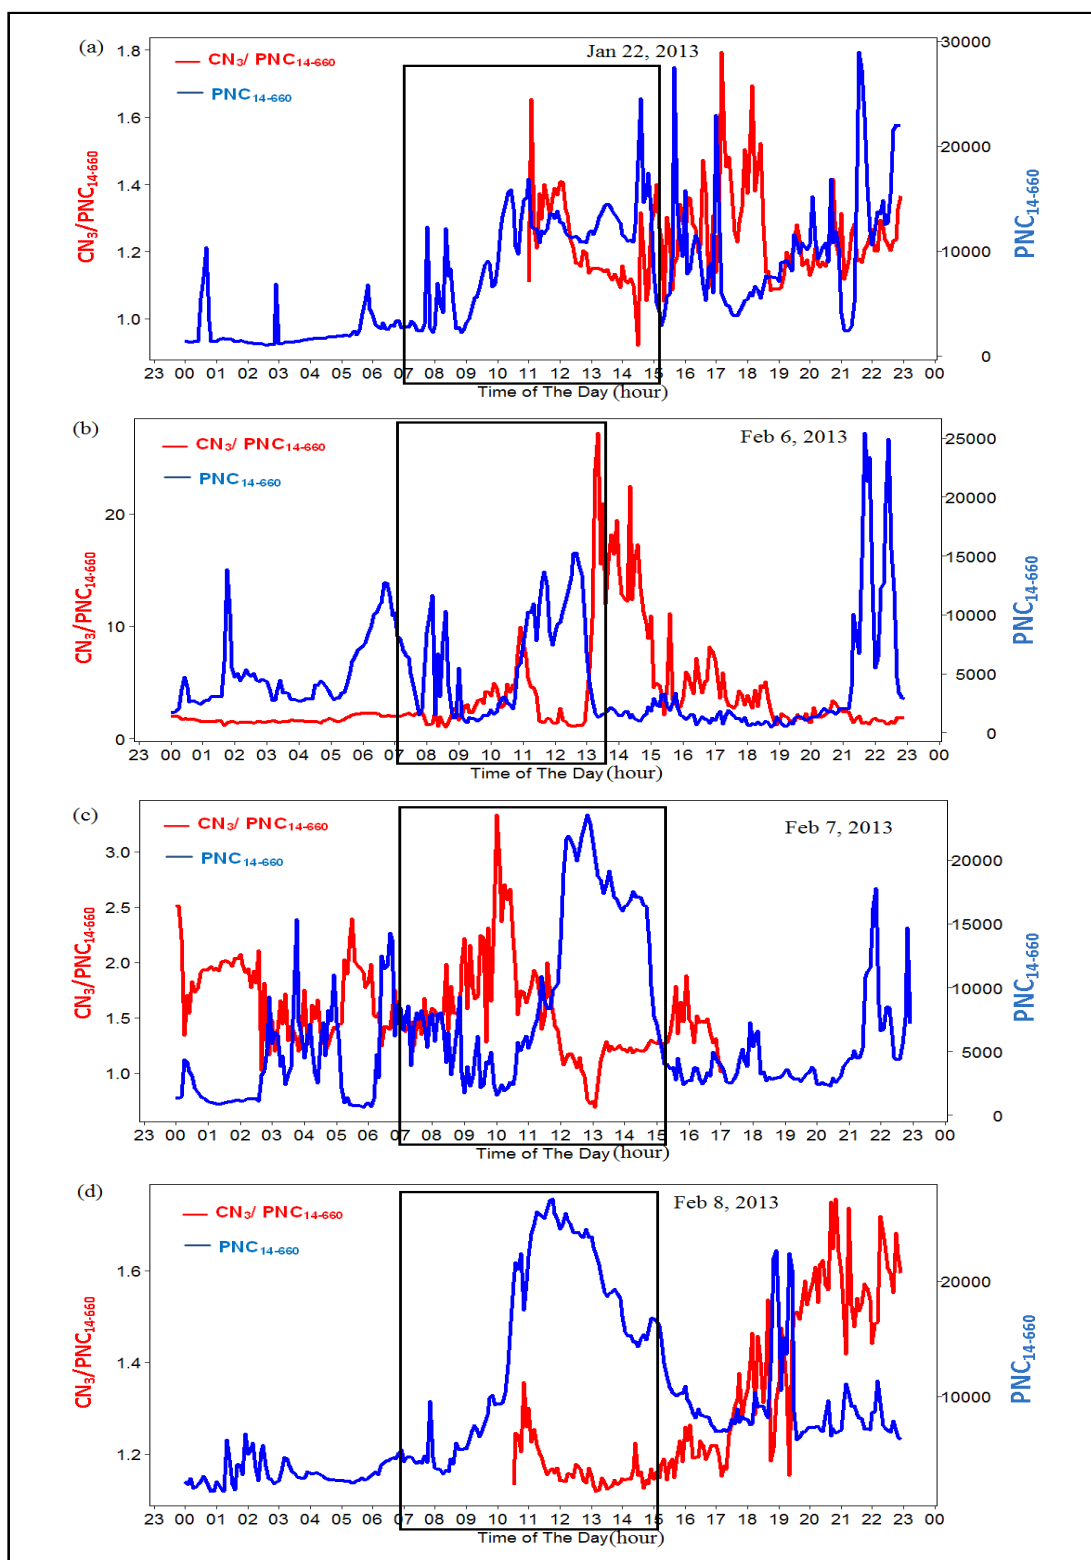 (a)
Jan 22, 2013
CN3/ PNC14-660
PNC14-660
CN3/PNC14-660
PNC14-660
1.8
1.6
1.4
1.2
1.0
30000
20000
10000
0
23 00 01 02 03 04 05 06 07 08 09 10 11 12 13 14 15 16 17 18 19 20 21 22 23 00
Time of The Day (hour)
(b)
Feb 6, 2013
CN3/ PNC14-660
PNC14-660
CN3/PNC14-660
PNC14-660
20
10
0
25000
20000
15000
10000
5000
0
23 00 01 02 03 04 05 06 07 08 09 10 11 12 13 14 15 16 17 18 19 20 21 22 23 00
Time of The Day (hour)
(c)
Feb 7, 2013
CN3/ PNC14-660
PNC14-660
CN3/PNC14-660
PNC14-660
3.0
2.5
2.0
1.5
1.0
20000
15000
10000
5000
0
23 00 01 02 03 04 05 06 07 08 09 10 11 12 13 14 15 16 17 18 19 20 21 22 23 00
Time of The Day (hour)
(d)
Feb 8, 2013
CN3/ PNC14-660
PNC14-660
CN3/PNC14-660
PNC14-660
1.6
1.4
1.2
20000
10000
0
23 00 01 02 03 04 05 06 07 08 09 10 11 12 13 14 15 16 17 18 19 20 21 22 23 00
Time of The Day (hour)